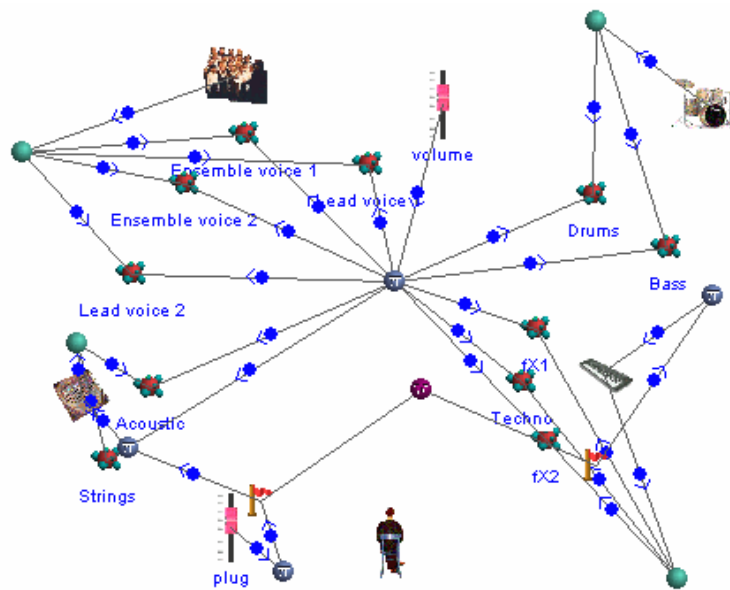 volume
Ensemble voice 1
Lead voice
Ensemble voice 2
Drums
Bass
Lead voice 2
fX1
Acoustic
Techno
fX2
Strings
plug